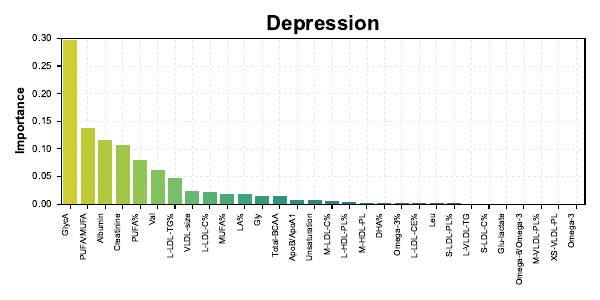 Depression
Importance
0.30
0.25
0.20
0.15
0.10
0.05
0.00
GlycA
PUFA/MUFA
Albumin
Creatinine
PUFA%
Val
L-LDL-TG%
VLDL-size
L-LDL-C%
MUFA%
LA%
Gly
Total-BCAA
ApoB/ApoA1
Unsaturation
M-LDL-C%
L-HDL-PL%
M-HDL-PL
DHA%
Omega-3%
L-LDL-CE%
Leu
S-LDL-PL%
L-VLDL-TG
S-LDL-C%
Glu-lactate
Omega-6/Omega-3
M-VLDL-PL%
XS-VLDL-PL
Omega-3